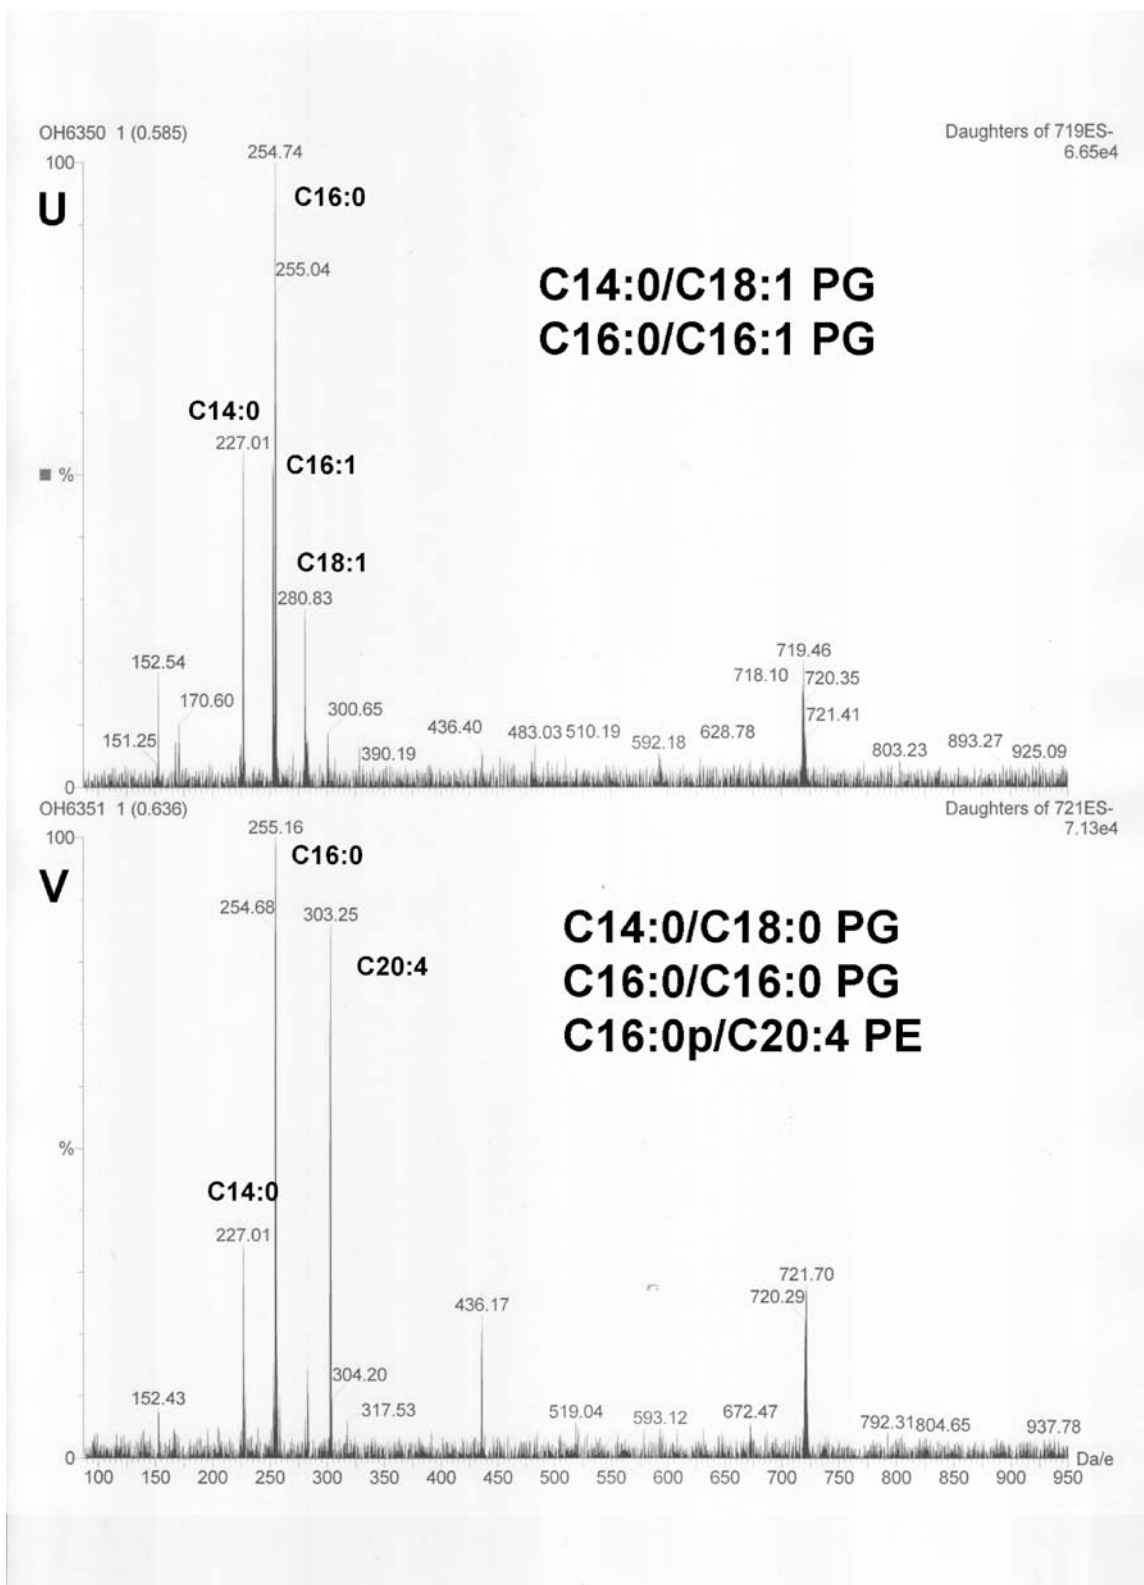 OH6350 1 (0.585)
Daughters of 719ES-
6.65e4
100
254.74
U
C16:0
255.04
C14:0/C18:1 PG
C16:0/C16:1 PG
C14:0
227.01
C16:1
%
C18:1
280.83
152.54
719.46
170.60
718.10
720.35
151.25
300.65
436.40
483.03
510.19
628.78
721.41
390.19
592.18
803.23
893.27
925.09
0
OH6351 1 (0.636)
Daughters of 721ES-
7.13e4
100
255.16
C16:0
V
254.68
303.25
C14:0/C18:0 PG
C20:4
C16:0/C16:0 PG
C16:0p/C20:4 PE
%
C14:0
227.01
721.70
436.17
720.29
304.20
152.43
317.53
519.04
593.12
672.47
792.31
804.65
937.78
0
Da/e
100 150 200 250 300 350 400 450 500 550 600 650 700 750 800 850 900 950